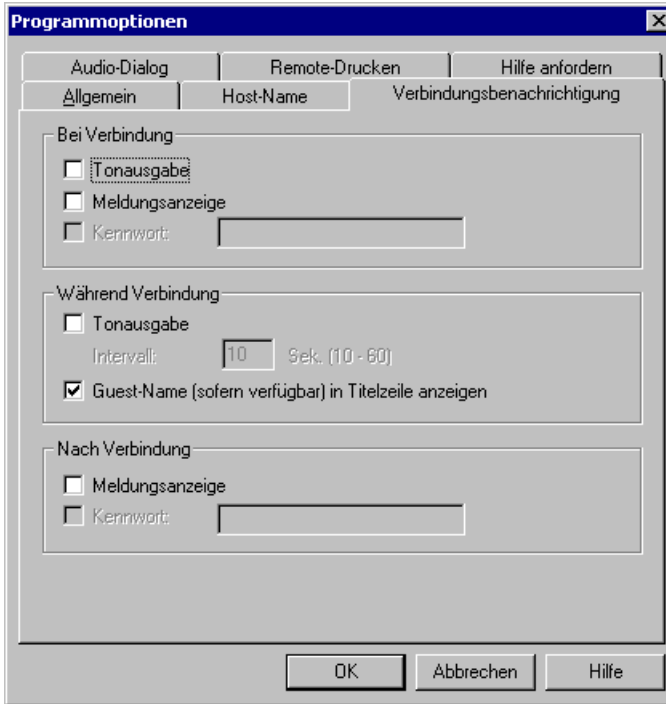 Programmoptionen
Audio-Dialog Remote-Drucken Hilfe anfordern
Allgemein Host-Name Verbindungsbenachrichtigung
Bei Verbindung
Tonausgabe
Meldungsanzeige
Kennwort:
Während Verbindung
Tonausgabe
Intervall: 10 Sek. (10 - 60)
Guest-Name (sofern verfügbar) in Titelzeile anzeigen
Nach Verbindung
Meldungsanzeige
Kennwort:
OK Abbrechen Hilfe